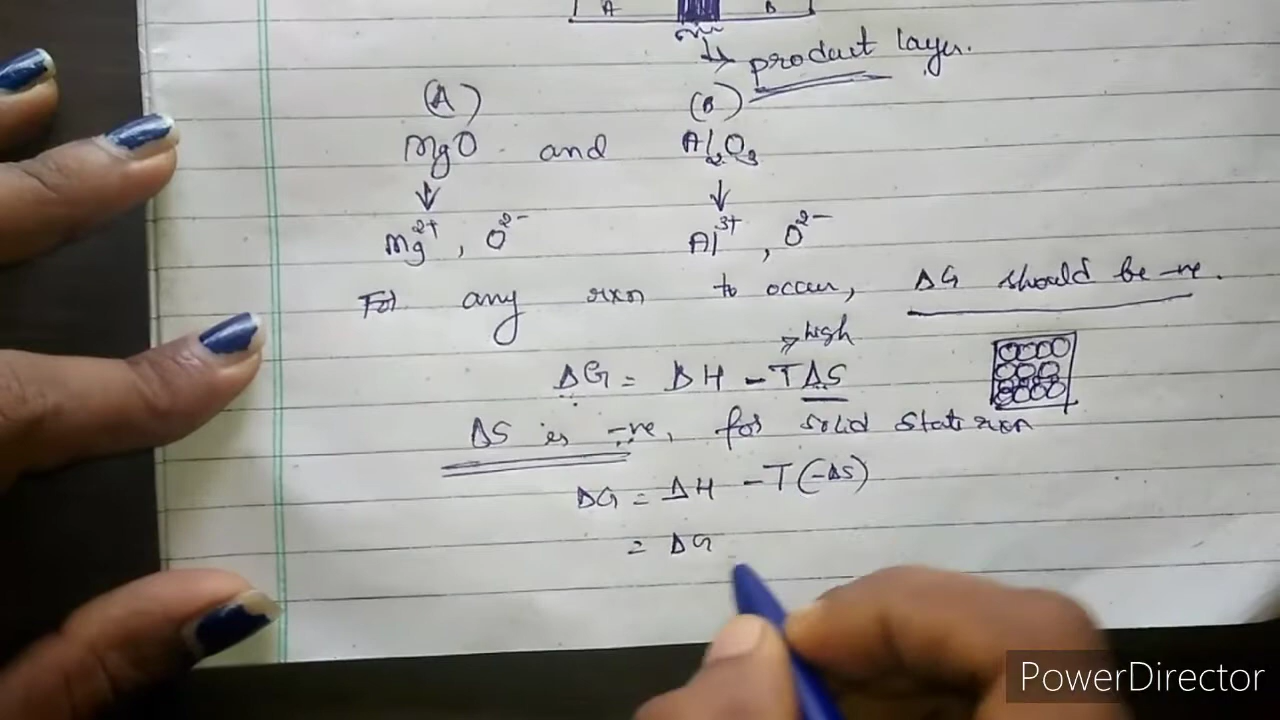 A B
product layer.
(A) (B)
MgO and Al₂O₃
↓ ↓
Mg²⁺, O²⁻ Al³⁺, O²⁻
For any rxn to occur, ΔG should be -ve.
→ high
ΔG = ΔH - TΔS
ΔS is -ve, for solid state rxn
ΔG = ΔH - T(-ΔS)
= ΔG
PowerDirector